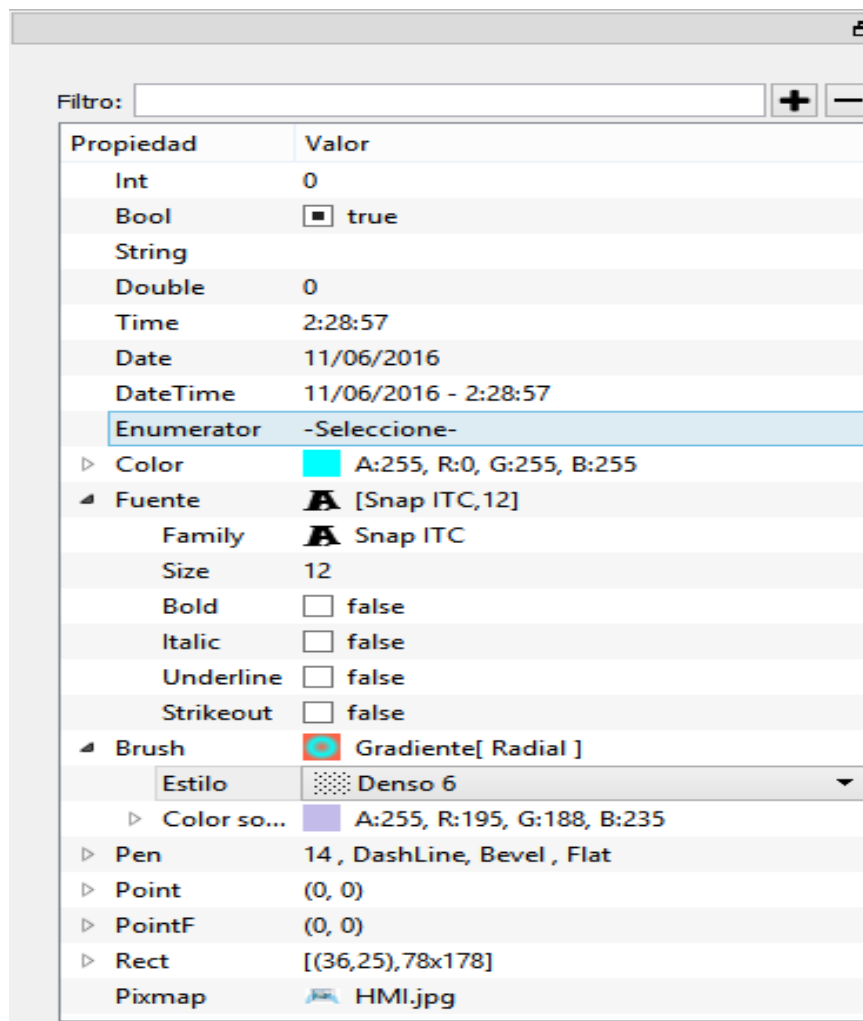 Filtro:
Propiedad Valor
Int 0
Bool true
String
Double 0
Time 2:28:57
Date 11/06/2016
DateTime 11/06/2016 - 2:28:57
Enumerator -Seleccione-
Color A:255, R:0, G:255, B:255
Fuente A [Snap ITC,12]
Family A Snap ITC
Size 12
Bold false
Italic false
Underline false
Strikeout false
Brush Gradiente[ Radial ]
Estilo Denso 6
Color so... A:255, R:195, G:188, B:235
Pen 14 , DashLine, Bevel , Flat
Point (0, 0)
PointF (0, 0)
Rect [(36,25),78x178]
Pixmap HMI.jpg